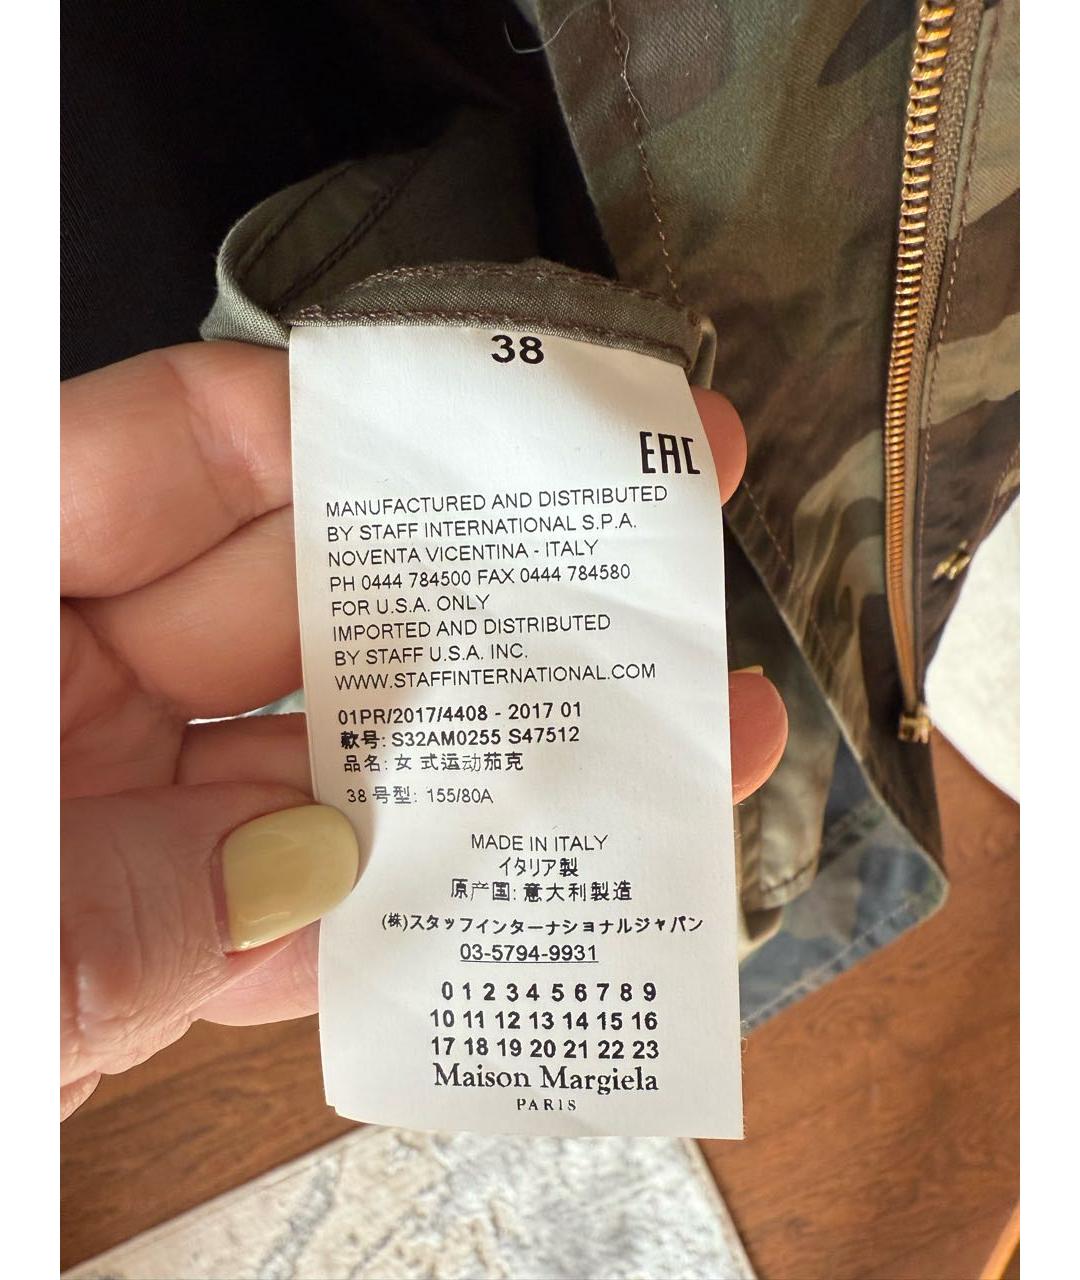 38
EAC
MANUFACTURED AND DISTRIBUTED
BY STAFF INTERNATIONAL S.P.A.
NOVENTA VICENTINA - ITALY
PH 0444 784500 FAX 0444 784580
FOR U.S.A. ONLY
IMPORTED AND DISTRIBUTED
BY STAFF U.S.A. INC.
WWW.STAFFINTERNATIONAL.COM
01PR/2017/4408 - 2017 01
款号: S32AM0255 S47512
品名: 女 式运动茄克
38 号型: 155/80A
MADE IN ITALY
イタリア製
原产国: 意大利製造
(株)スタッフインターナショナルジャパン
03-5794-9931
0 1 2 3 4 5 6 7 8 9
10 11 12 13 14 15 16
17 18 19 20 21 22 23
Maison Margiela
PARIS